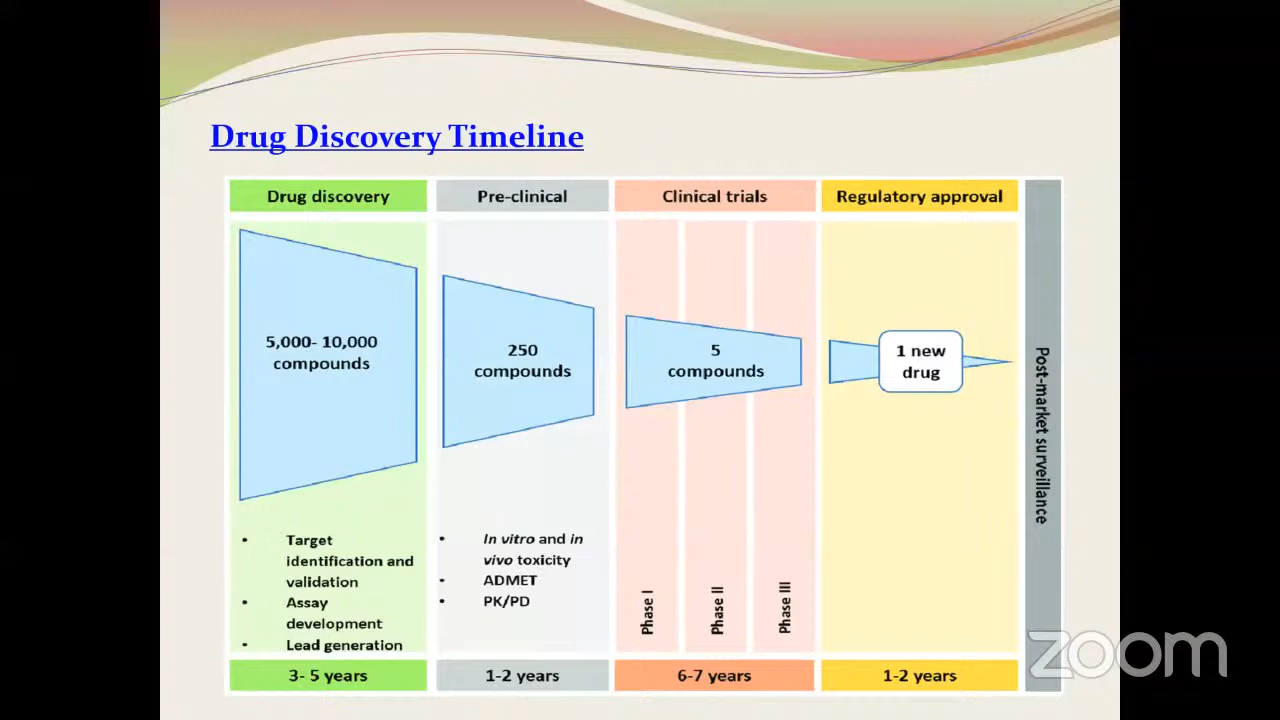 Drug Discovery Timeline
Drug discovery
Pre-clinical
Clinical trials
Regulatory approval
5,000- 10,000
compounds
250
compounds
5
compounds
1 new
drug
Post-market surveillance
• Target
identification and
validation
• Assay
development
• Lead generation
• In vitro and in
vivo toxicity
• ADMET
• PK/PD
Phase I
Phase II
Phase III
3- 5 years
1-2 years
6-7 years
1-2 years
zoom